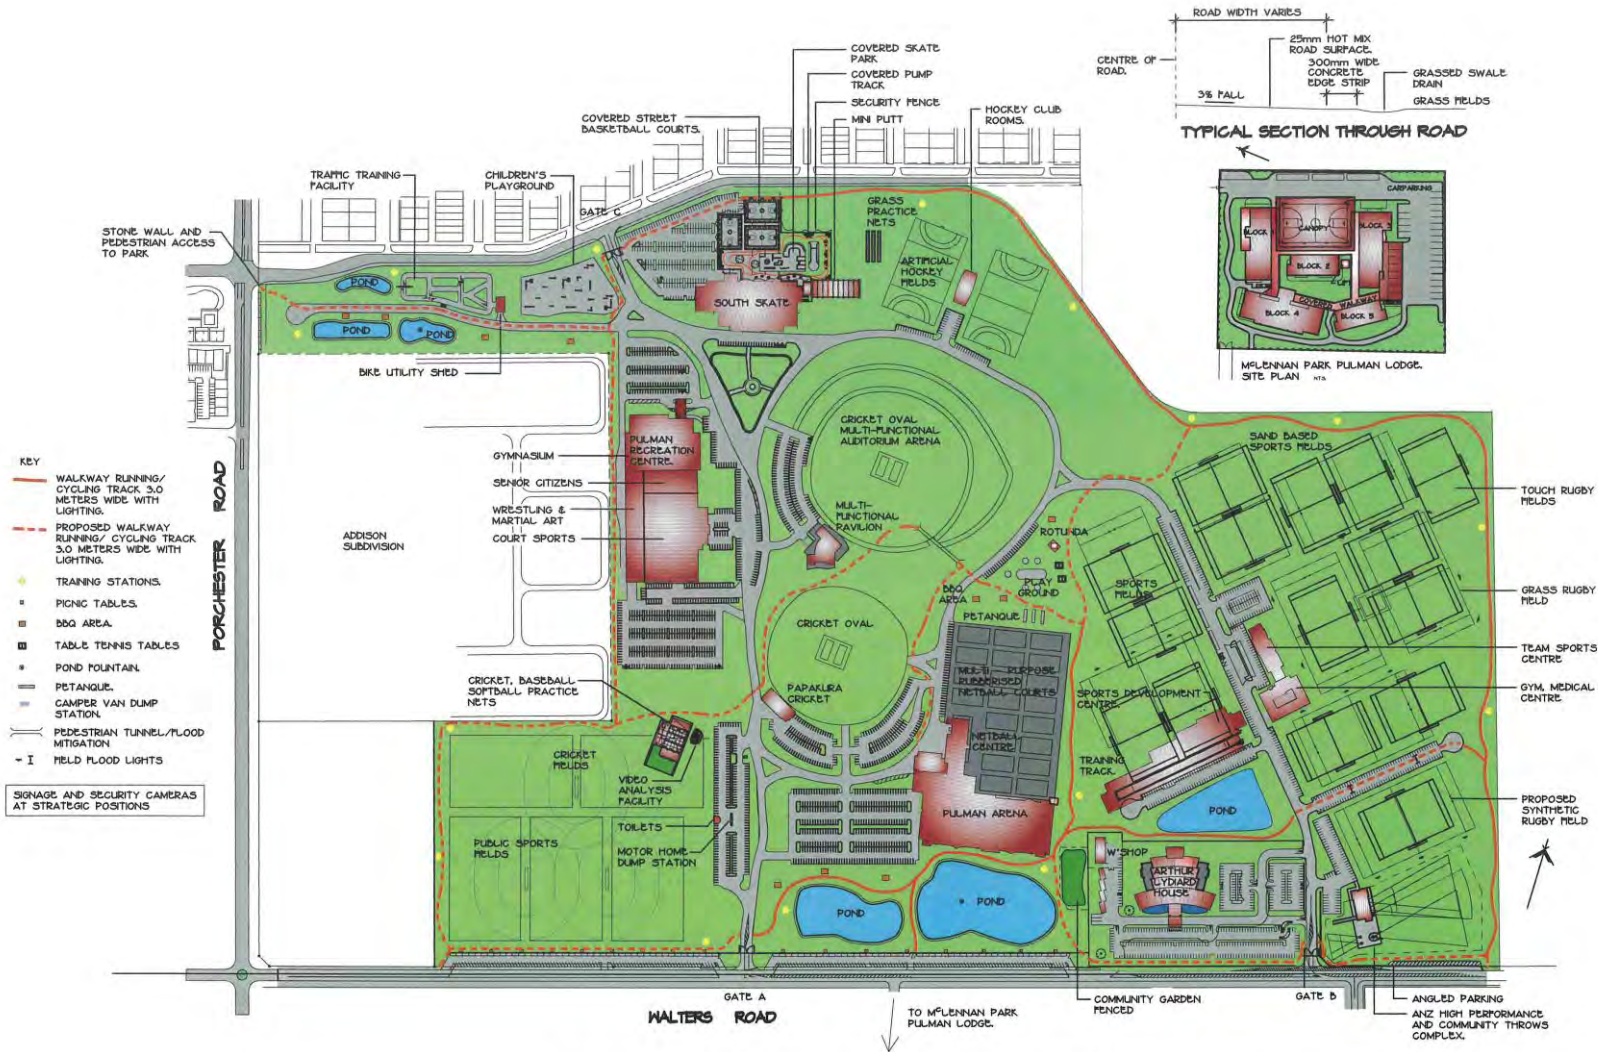 ROAD WIDTH VARIES
25mm HOT MIX
ROAD SURFACE.
CENTRE OF
ROAD.
300mm WIDE
CONCRETE
EDGE STRIP
GRASSED SWALE
DRAIN
3% FALL
GRASS FIELDS
TYPICAL SECTION THROUGH ROAD
COVERED SKATE
PARK
COVERED PUMP
TRACK
SECURITY FENCE
MINI PUTT
HOCKEY CLUB
ROOMS.
COVERED STREET
BASKETBALL COURTS.
TRAFFIC TRAINING
FACILITY
CHILDREN'S
PLAYGROUND
GATE C
STONE WALL AND
PEDESTRIAN ACCESS
TO PARK
GRASS
PRACTICE
NETS
ARTIFICIAL
HOCKEY
FIELDS
SOUTH SKATE
POND
POND
POND
BIKE UTILITY SHED
CARPARKING
CANOPY
BLOCK 2
COVERED WALKWAY
BLOCK 4
BLOCK 5
McLENNAN PARK PULMAN LODGE.
SITE PLAN NTS
CRICKET OVAL
MULTI-FUNCTIONAL
AUDITORIUM ARENA
PULMAN
RECREATION
CENTRE.
GYMNASIUM
SENIOR CITIZENS
WRESTLING &
MARTIAL ART
COURT SPORTS
MULTI-
FUNCTIONAL
PAVILION
SAND BASED
SPORTS FIELDS
TOUCH RUGBY
FIELDS
KEY
WALKWAY RUNNING/
CYCLING TRACK 3.0
METERS WIDE WITH
LIGHTING.
PROPOSED WALKWAY
RUNNING/ CYCLING TRACK
3.0 METERS WIDE WITH
LIGHTING.
TRAINING STATIONS.
PICNIC TABLES.
BBQ AREA.
TABLE TENNIS TABLES
POND FOUNTAIN.
PETANQUE.
CAMPER VAN DUMP
STATION.
PEDESTRIAN TUNNEL/FLOOD
MITIGATION
FIELD FLOOD LIGHTS
SIGNAGE AND SECURITY CAMERAS
AT STRATEGIC POSITIONS
PORCHESTER ROAD
ADDISON
SUBDIVISION
ROTUNDA
PLAY
GROUND
BBQ
AREA
PETANQUE
SPORTS
FIELDS
GRASS RUGBY
FIELD
TEAM SPORTS
CENTRE
GYM, MEDICAL
CENTRE
CRICKET OVAL
MULTI - PURPOSE
RUBBERISED
NETBALL COURTS
SPORTS DEVELOPMENT
CENTRE.
CRICKET, BASEBALL
SOFTBALL PRACTICE
NETS
PAPAKURA
CRICKET
NETBALL
CENTRE
CRICKET
FIELDS
VIDEO
ANALYSIS
FACILITY
TRAINING
TRACK.
POND
PULMAN ARENA
PROPOSED
SYNTHETIC
RUGBY FIELD
TOILETS
MOTOR HOME
DUMP STATION
PUBLIC SPORTS
FIELDS
W'SHOP
ARTHUR
LYDIARD
HOUSE
POND
POND
GATE A
GATE B
WALTERS ROAD
TO McLENNAN PARK
PULMAN LODGE.
COMMUNITY GARDEN
FENCED
ANGLED PARKING
ANZ HIGH PERFORMANCE
AND COMMUNITY THROWS
COMPLEX.